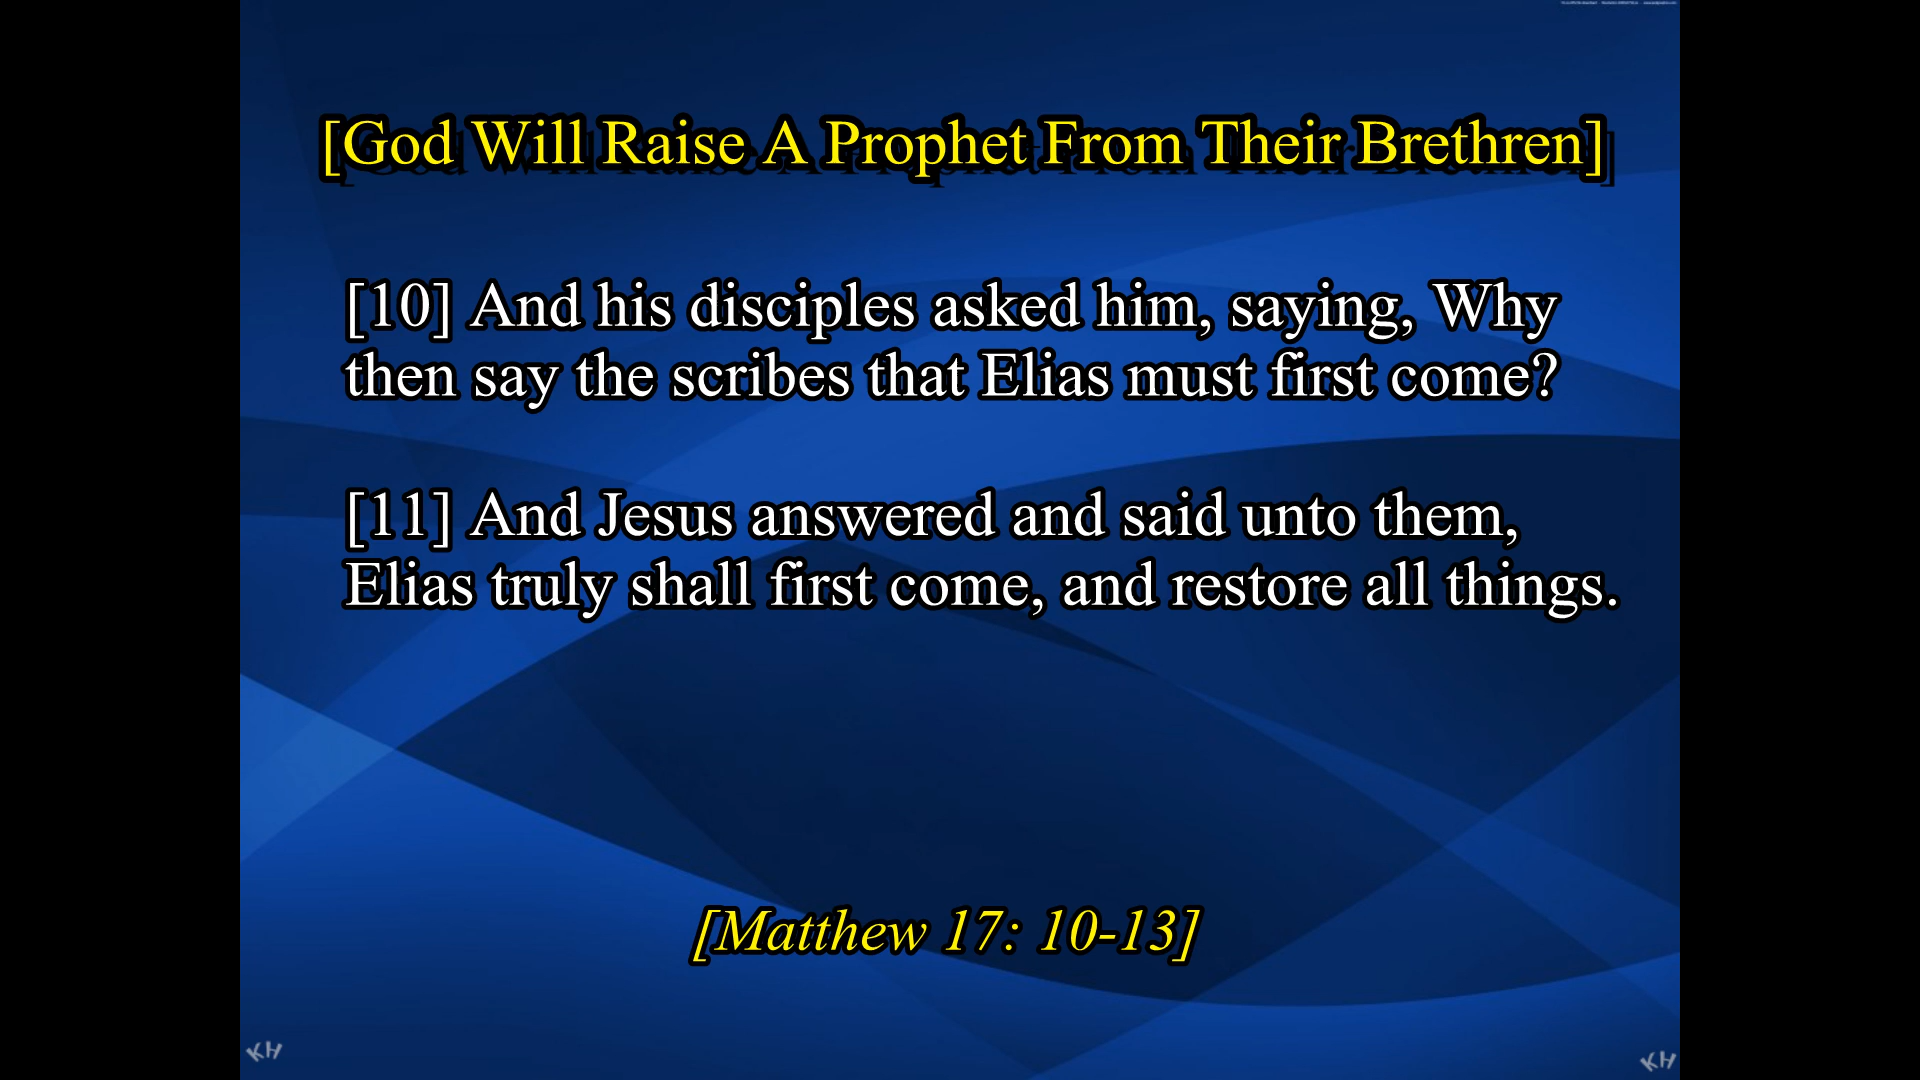 [God Will Raise A Prophet From Their Brethren]
[10] And his disciples asked him, saying, Why
then say the scribes that Elias must first come?
[11] And Jesus answered and said unto them,
Elias truly shall first come, and restore all things.
[Matthew 17: 10-13]
KH
KH